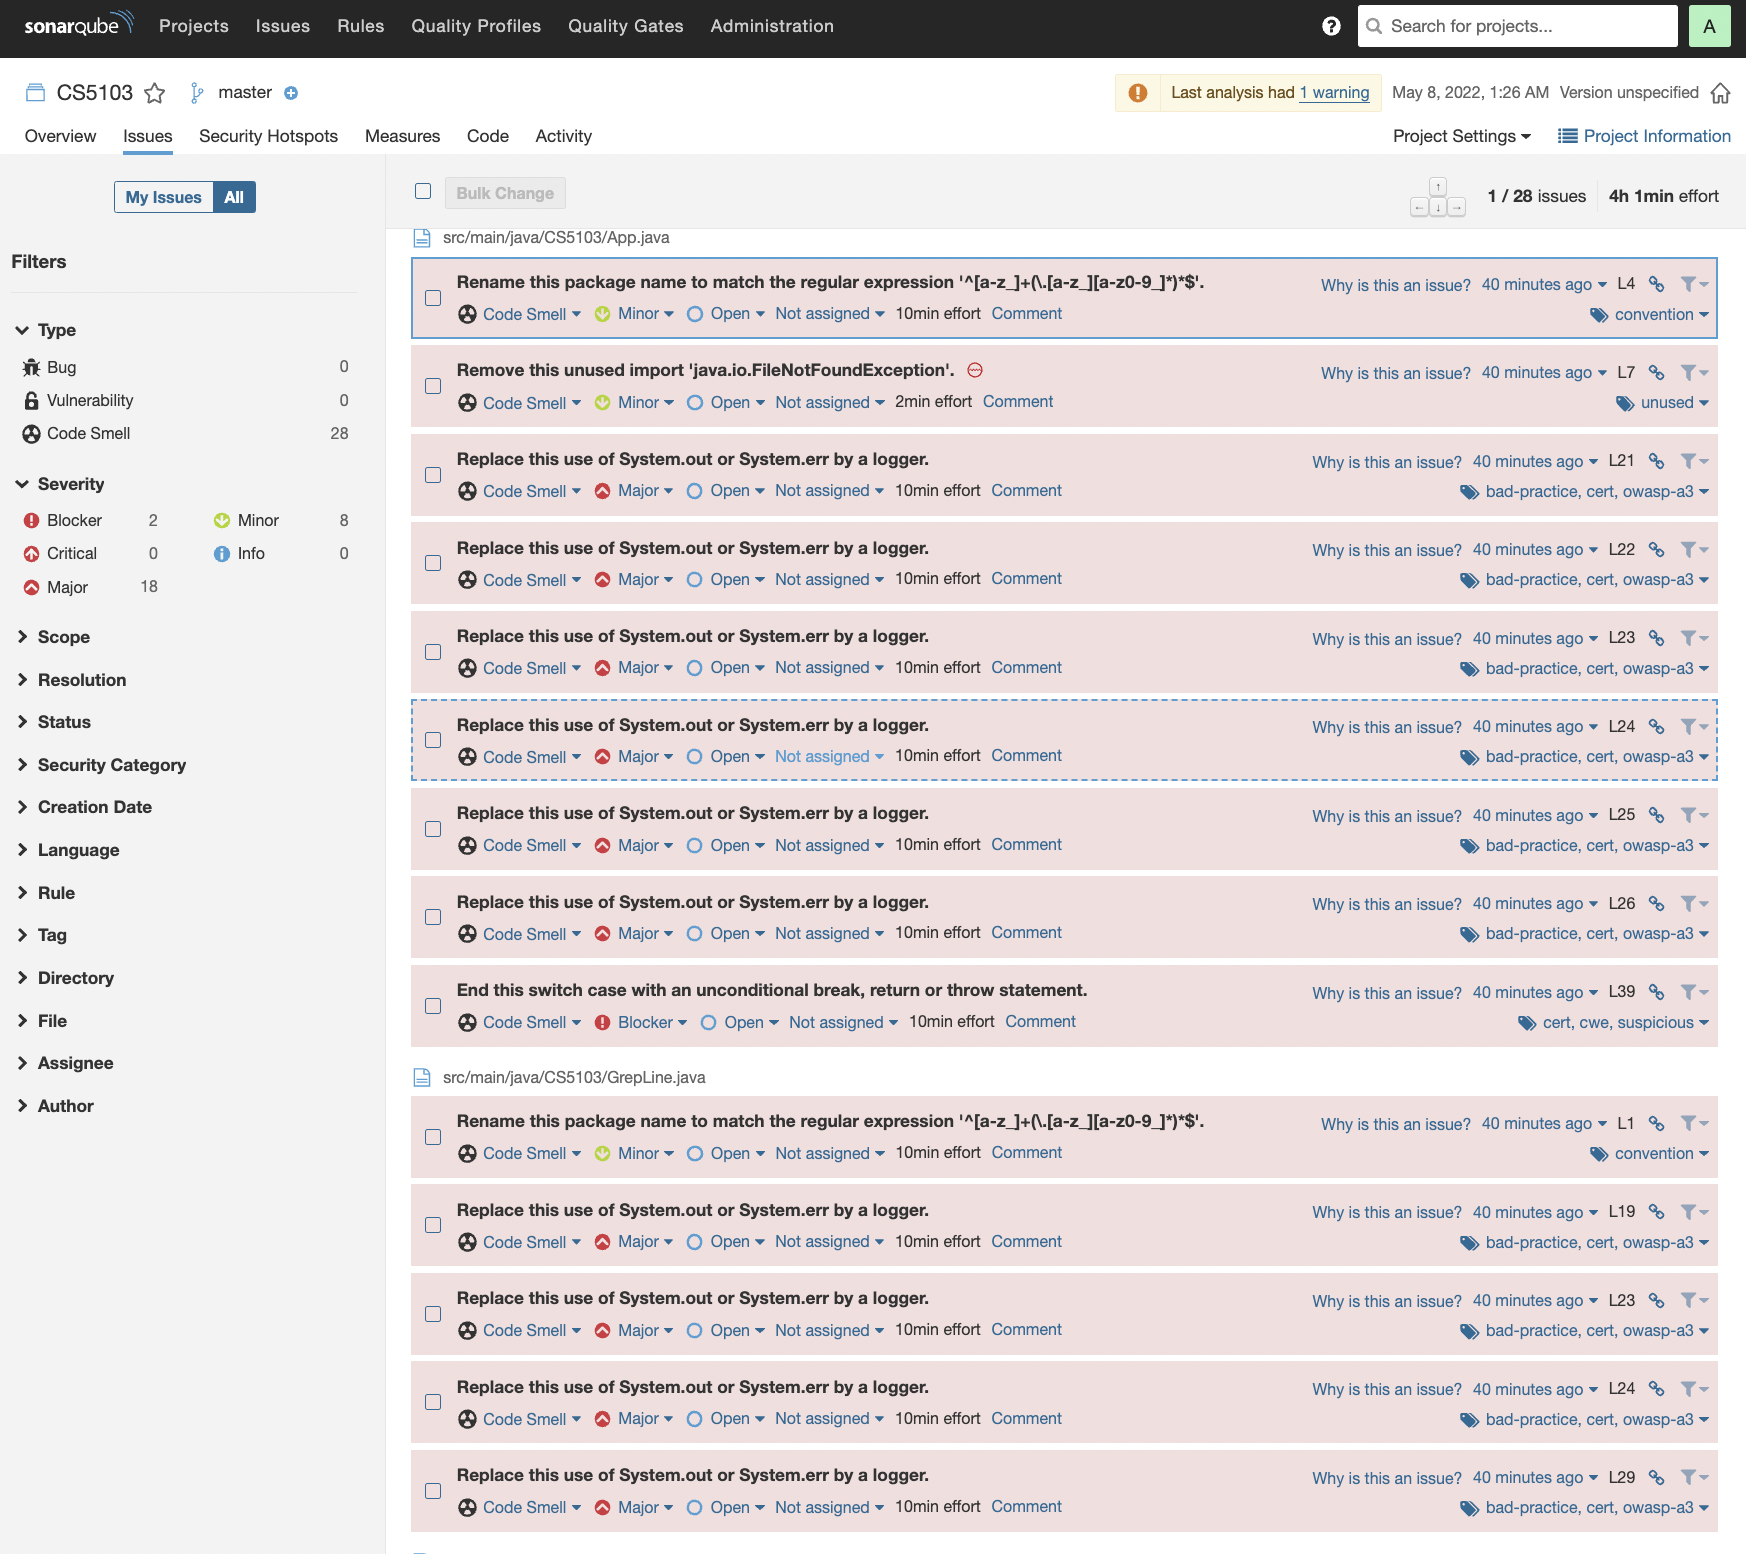 sonarqube Projects Issues Rules Quality Profiles Quality Gates Administration ? Search for projects... A
CS5103 master Last analysis had 1 warning May 8, 2022, 1:26 AM Version unspecified
Overview Issues Security Hotspots Measures Code Activity Project Settings Project Information
My Issues All
Filters
Type
Bug 0
Vulnerability 0
Code Smell 28
Severity
Blocker 2 Minor 8
Critical 0 Info 0
Major 18
Scope
Resolution
Status
Security Category
Creation Date
Language
Rule
Tag
Directory
File
Assignee
Author
Bulk Change ↑ ← ↓ → 1 / 28 issues 4h 1min effort
src/main/java/CS5103/App.java
Rename this package name to match the regular expression '^[a-z_]+(\.[a-z_][a-z0-9_]*)*$'. Why is this an issue? 40 minutes ago L4
Code Smell Minor Open Not assigned 10min effort Comment convention
Remove this unused import 'java.io.FileNotFoundException'. Why is this an issue? 40 minutes ago L7
Code Smell Minor Open Not assigned 2min effort Comment unused
Replace this use of System.out or System.err by a logger. Why is this an issue? 40 minutes ago L21
Code Smell Major Open Not assigned 10min effort Comment bad-practice, cert, owasp-a3
Replace this use of System.out or System.err by a logger. Why is this an issue? 40 minutes ago L22
Code Smell Major Open Not assigned 10min effort Comment bad-practice, cert, owasp-a3
Replace this use of System.out or System.err by a logger. Why is this an issue? 40 minutes ago L23
Code Smell Major Open Not assigned 10min effort Comment bad-practice, cert, owasp-a3
Replace this use of System.out or System.err by a logger. Why is this an issue? 40 minutes ago L24
Code Smell Major Open Not assigned 10min effort Comment bad-practice, cert, owasp-a3
Replace this use of System.out or System.err by a logger. Why is this an issue? 40 minutes ago L25
Code Smell Major Open Not assigned 10min effort Comment bad-practice, cert, owasp-a3
Replace this use of System.out or System.err by a logger. Why is this an issue? 40 minutes ago L26
Code Smell Major Open Not assigned 10min effort Comment bad-practice, cert, owasp-a3
End this switch case with an unconditional break, return or throw statement. Why is this an issue? 40 minutes ago L39
Code Smell Blocker Open Not assigned 10min effort Comment cert, cwe, suspicious
src/main/java/CS5103/GrepLine.java
Rename this package name to match the regular expression '^[a-z_]+(\.[a-z_][a-z0-9_]*)*$'. Why is this an issue? 40 minutes ago L1
Code Smell Minor Open Not assigned 10min effort Comment convention
Replace this use of System.out or System.err by a logger. Why is this an issue? 40 minutes ago L19
Code Smell Major Open Not assigned 10min effort Comment bad-practice, cert, owasp-a3
Replace this use of System.out or System.err by a logger. Why is this an issue? 40 minutes ago L23
Code Smell Major Open Not assigned 10min effort Comment bad-practice, cert, owasp-a3
Replace this use of System.out or System.err by a logger. Why is this an issue? 40 minutes ago L24
Code Smell Major Open Not assigned 10min effort Comment bad-practice, cert, owasp-a3
Replace this use of System.out or System.err by a logger. Why is this an issue? 40 minutes ago L29
Code Smell Major Open Not assigned 10min effort Comment bad-practice, cert, owasp-a3